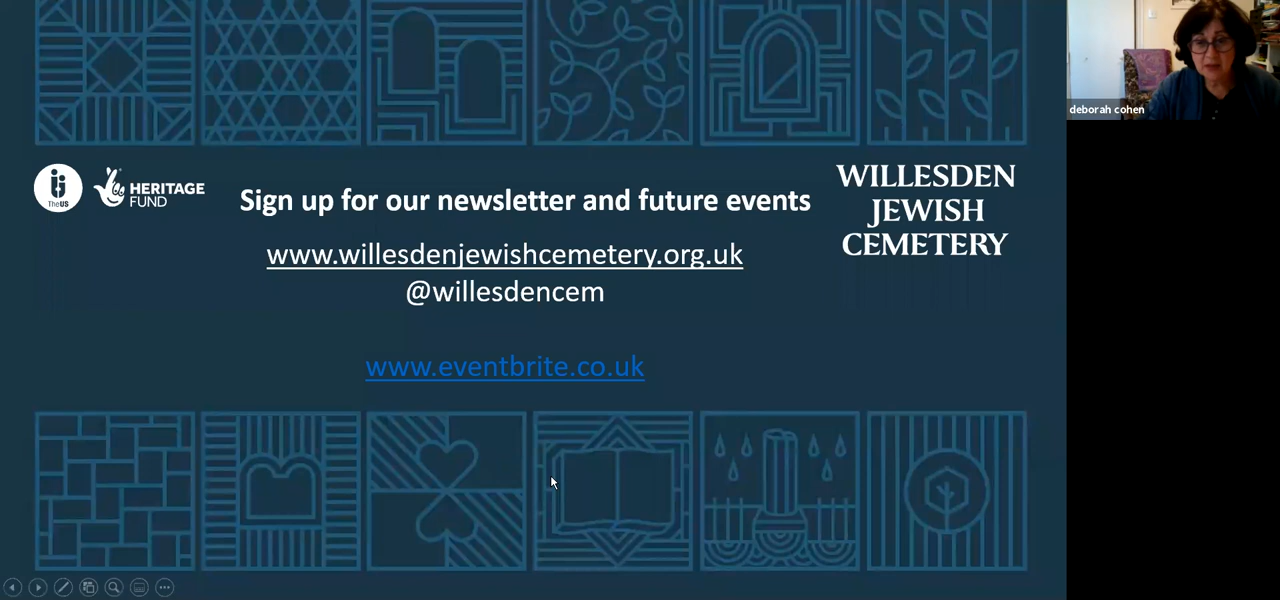 deborah cohen
TheUS
HERITAGE
FUND
Sign up for our newsletter and future events
WILLESDEN
JEWISH
CEMETERY
www.willesdenjewishcemetery.org.uk
@willesdencem
www.eventbrite.co.uk